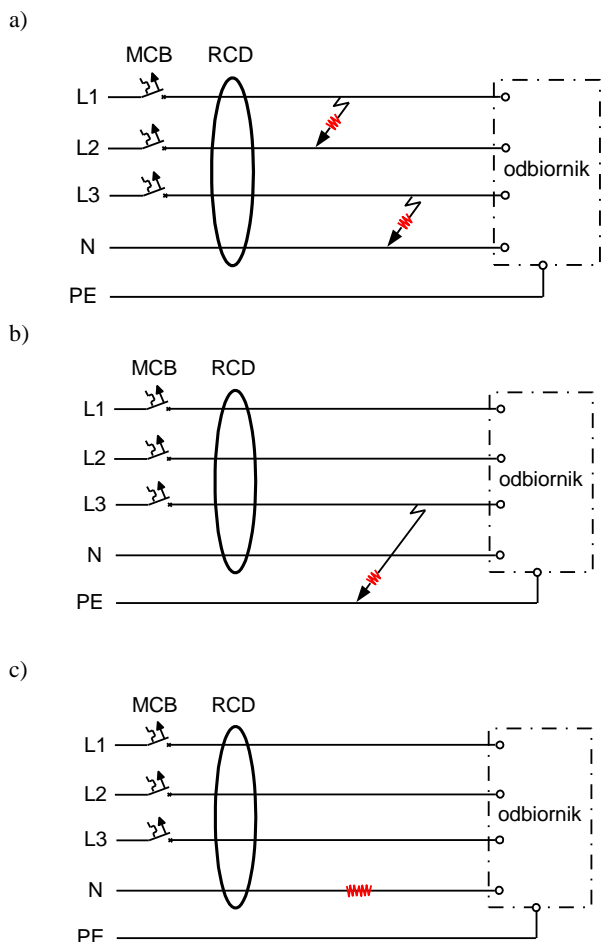 a)
MCB RCD
L1
L2
odbiornik
L3
N
PE
b)
MCB RCD
L1
L2
odbiornik
L3
N
PE
c)
MCB RCD
L1
L2
odbiornik
L3
N
PE